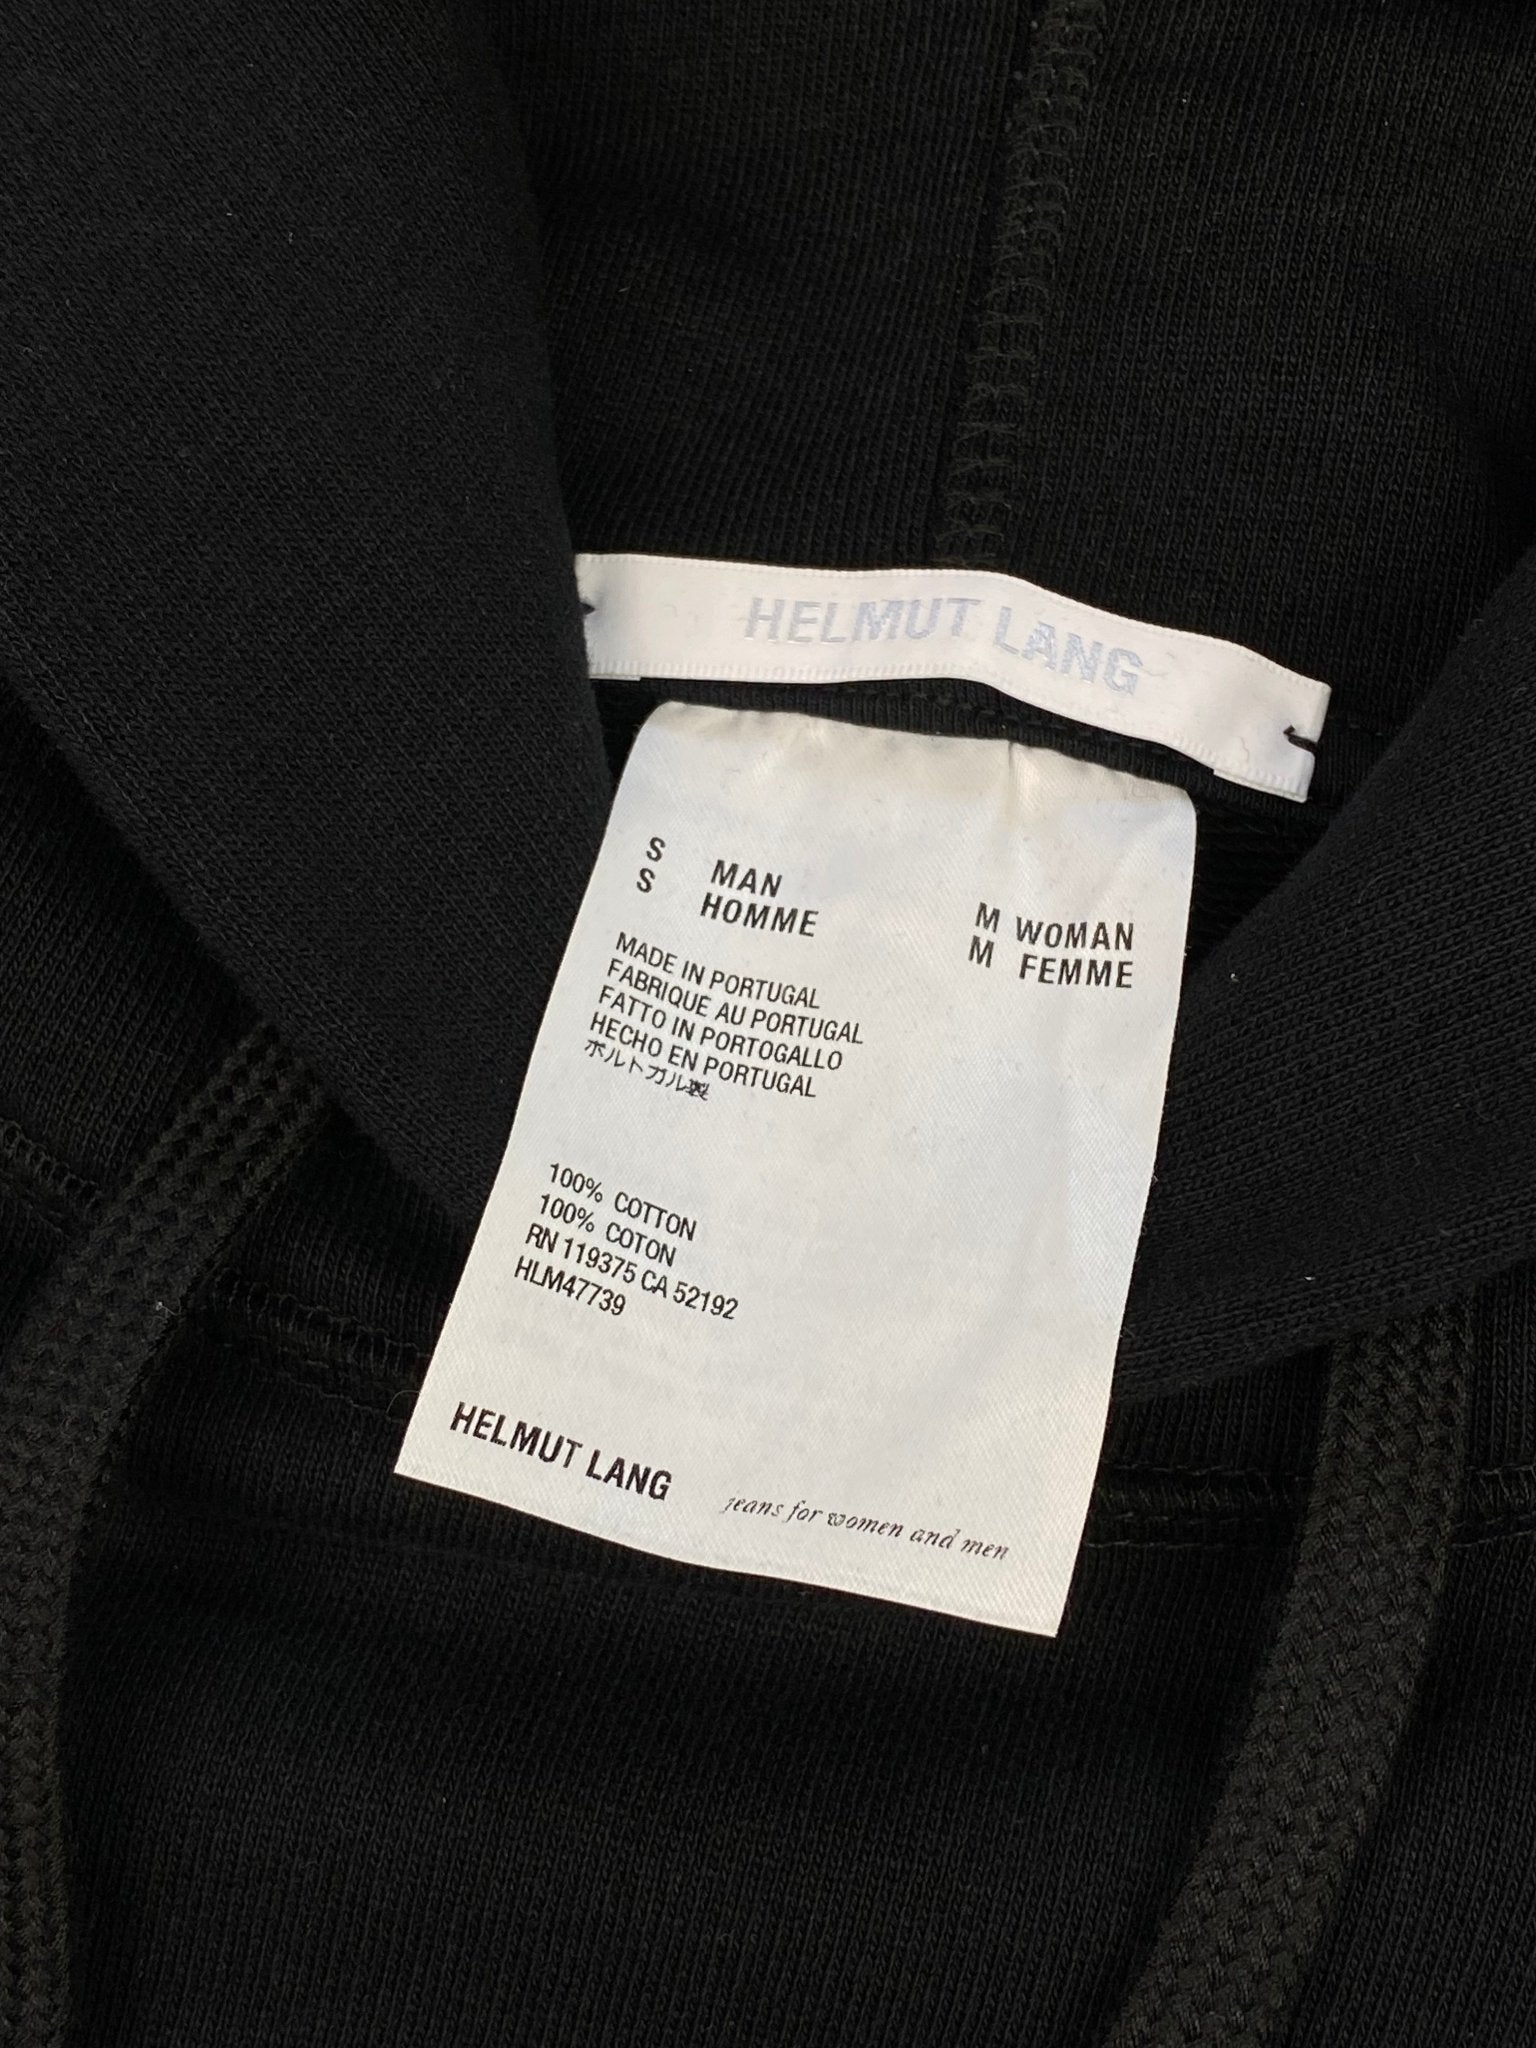 HELMUT LANG
S MAN M WOMAN
S HOMME M FEMME
MADE IN PORTUGAL
FABRIQUE AU PORTUGAL
FATTO IN PORTOGALLO
HECHO EN PORTUGAL
ポルトガル製
100% COTTON
100% COTON
RN 119375 CA 52192
HLM47739
HELMUT LANG jeans for women and men